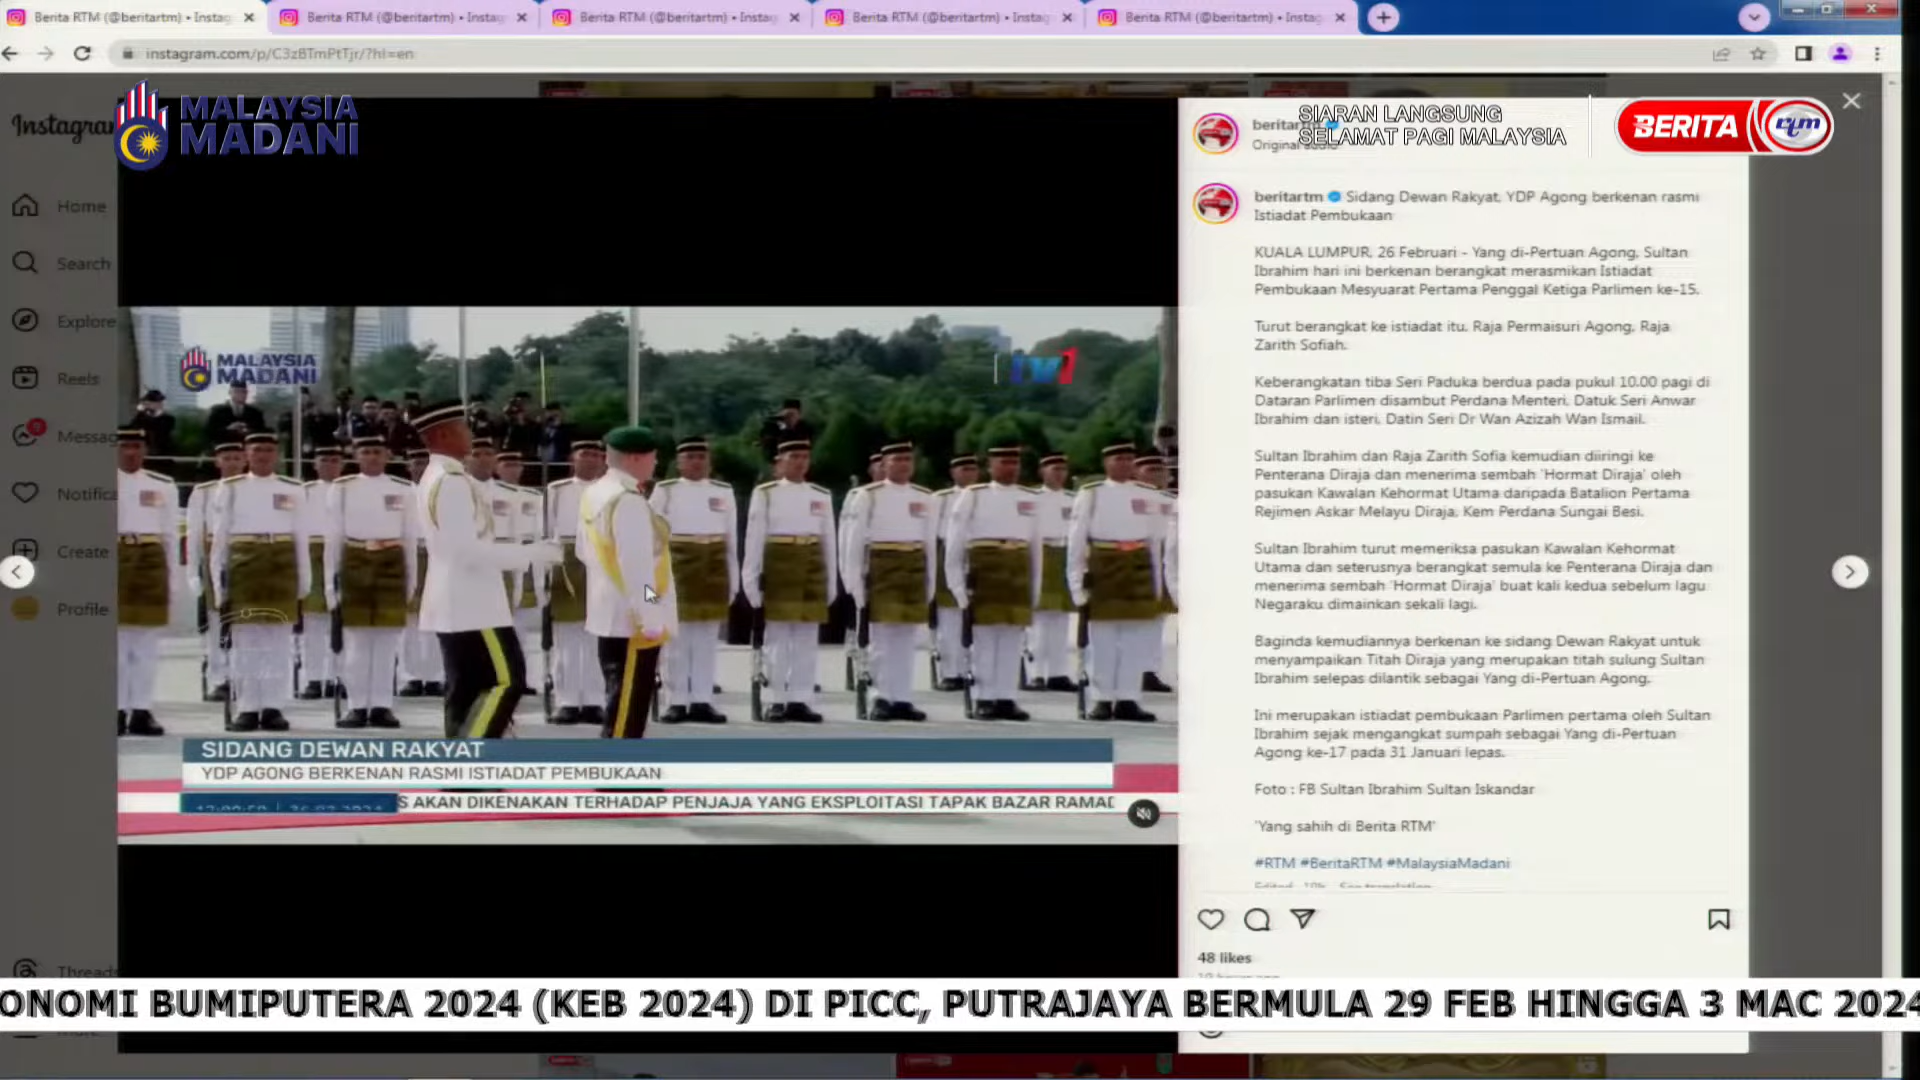 Berita RTM (@beritartm) • Instag
Berita RTM (@beritartm) • Instag
Berita RTM (@beritartm) • Instag
Berita RTM (@beritartm) • Instag
Berita RTM (@beritartm) • Instag
instagram.com/p/C3zBTmPtTjr/?hl=en
Instagram
MALAYSIA
MADANI
SIARAN LANGSUNG
SELAMAT PAGI MALAYSIA
BERITA rtm
Home
Search
Explore
Reels
9
Messag
Notifica
Create
Profile
Threads
MALAYSIA
MADANI
tv1
SIDANG DEWAN RAKYAT
YDP AGONG BERKENAN RASMI ISTIADAT PEMBUKAAN
S AKAN DIKENAKAN TERHADAP PENJAJA YANG EKSPLOITASI TAPAK BAZAR RAMAD
beritartm
Original audio
beritartm Sidang Dewan Rakyat, YDP Agong berkenan rasmi
Istiadat Pembukaan
KUALA LUMPUR, 26 Februari - Yang di-Pertuan Agong, Sultan
Ibrahim hari ini berkenan berangkat merasmikan Istiadat
Pembukaan Mesyuarat Pertama Penggal Ketiga Parlimen ke-15.
Turut berangkat ke istiadat itu, Raja Permaisuri Agong, Raja
Zarith Sofiah.
Keberangkatan tiba Seri Paduka berdua pada pukul 10.00 pagi di
Dataran Parlimen disambut Perdana Menteri, Datuk Seri Anwar
Ibrahim dan isteri, Datin Seri Dr Wan Azizah Wan Ismail.
Sultan Ibrahim dan Raja Zarith Sofia kemudian diiringi ke
Penterana Diraja dan menerima sembah 'Hormat Diraja' oleh
pasukan Kawalan Kehormat Utama daripada Batalion Pertama
Rejimen Askar Melayu Diraja, Kem Perdana Sungai Besi.
Sultan Ibrahim turut memeriksa pasukan Kawalan Kehormat
Utama dan seterusnya berangkat semula ke Penterana Diraja dan
menerima sembah 'Hormat Diraja' buat kali kedua sebelum lagu
Negaraku dimainkan sekali lagi.
Baginda kemudiannya berkenan ke sidang Dewan Rakyat untuk
menyampaikan Titah Diraja yang merupakan titah sulung Sultan
Ibrahim selepas dilantik sebagai Yang di-Pertuan Agong.
Ini merupakan istiadat pembukaan Parlimen pertama oleh Sultan
Ibrahim sejak mengangkat sumpah sebagai Yang di-Pertuan
Agong ke-17 pada 31 Januari lepas.
Foto : FB Sultan Ibrahim Sultan Iskandar
'Yang sahih di Berita RTM'
#RTM #BeritaRTM #MalaysiaMadani
48 likes
ONOMI BUMIPUTERA 2024 (KEB 2024) DI PICC, PUTRAJAYA BERMULA 29 FEB HINGGA 3 MAC 2024